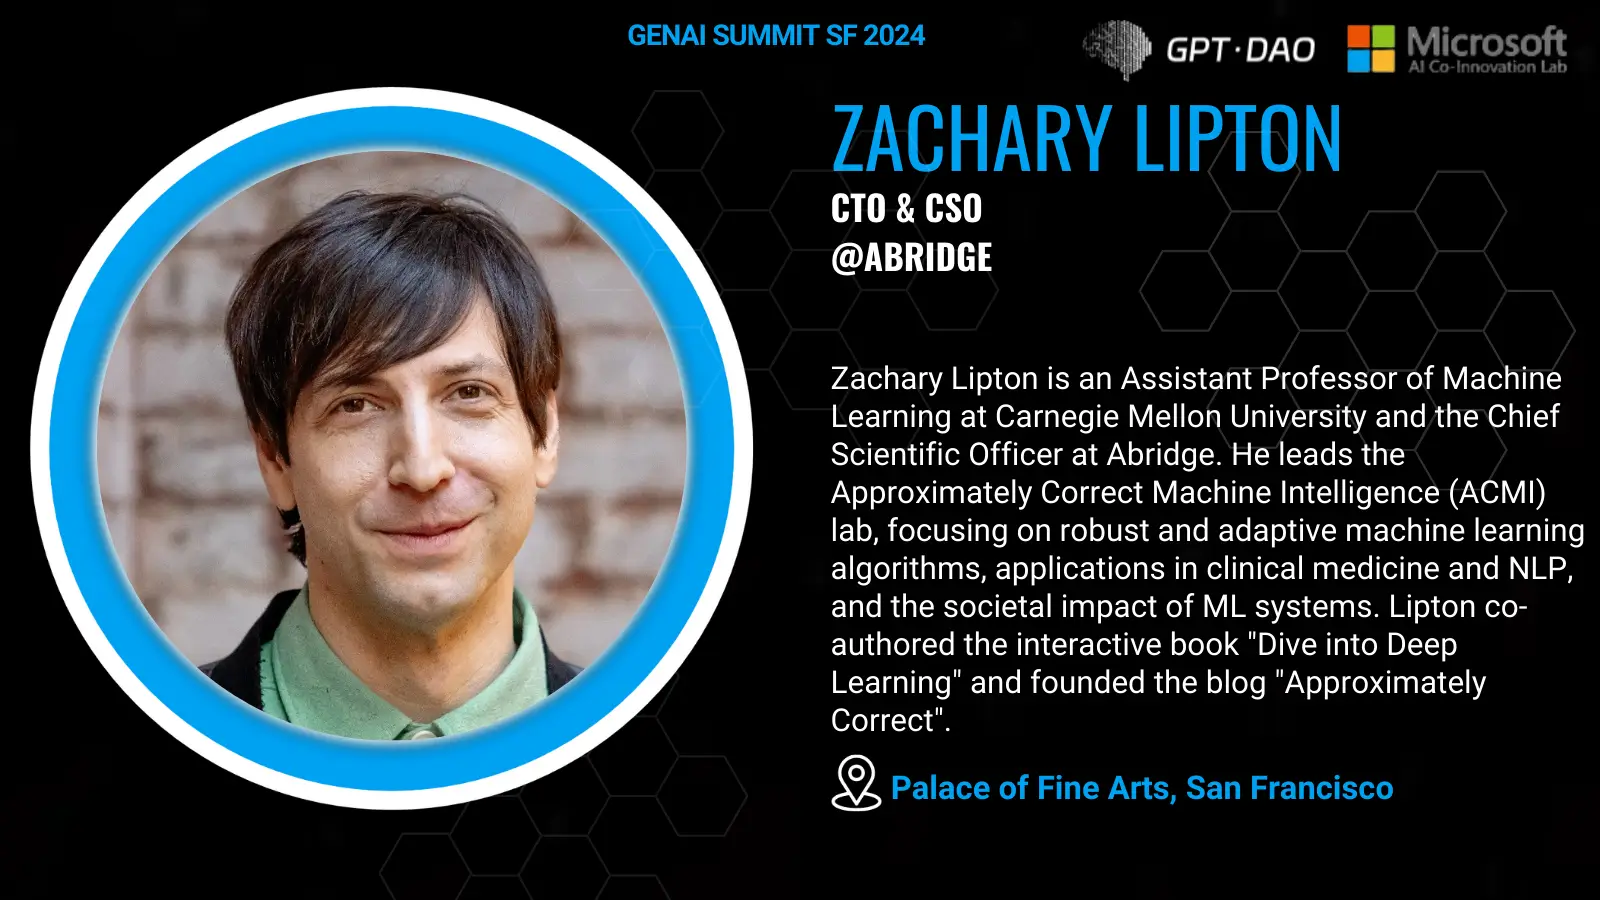 GENAI SUMMIT SF 2024
GPT·DAO
Microsoft
AI Co-Innovation Lab
ZACHARY LIPTON
CTO & CSO
@ABRIDGE
Zachary Lipton is an Assistant Professor of Machine
Learning at Carnegie Mellon University and the Chief
Scientific Officer at Abridge. He leads the
Approximately Correct Machine Intelligence (ACMI)
lab, focusing on robust and adaptive machine learning
algorithms, applications in clinical medicine and NLP,
and the societal impact of ML systems. Lipton co-
authored the interactive book "Dive into Deep
Learning" and founded the blog "Approximately
Correct".
Palace of Fine Arts, San Francisco